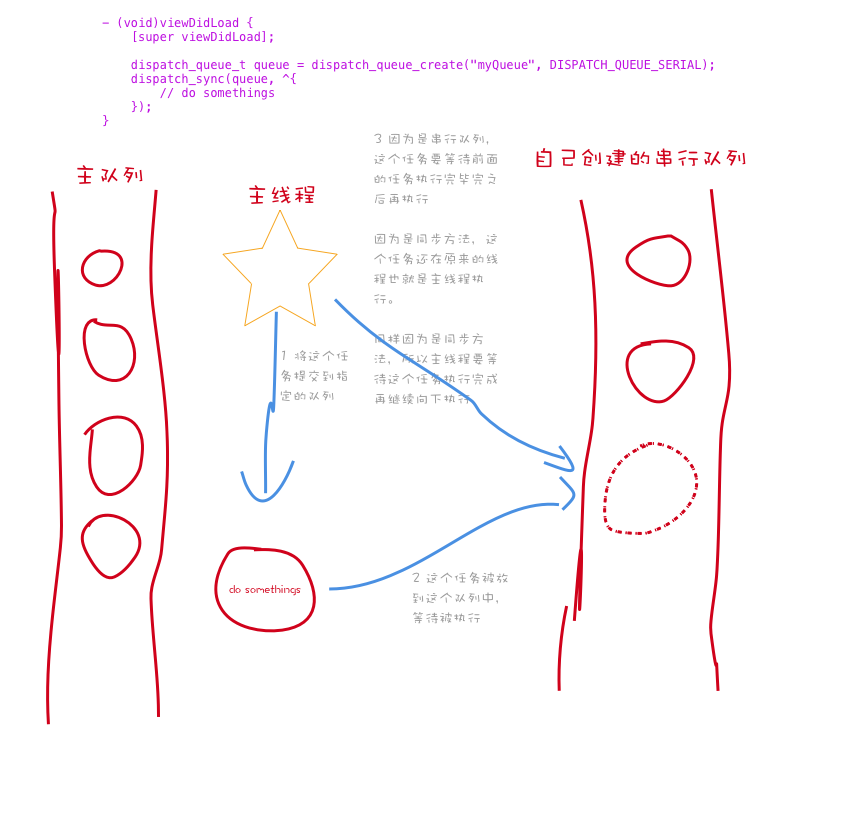 - (void)viewDidLoad {
    [super viewDidLoad];
    dispatch_queue_t queue = dispatch_queue_create("myQueue", DISPATCH_QUEUE_SERIAL);
    dispatch_sync(queue, ^{
        // do somethings
    });
}
主队列
主线程
自己创建的串行队列
3 因为是串行队列,
这个任务要等待前面
的任务执行完毕完之
后再执行
因为是同步方法，这
个任务还在原来的线
程也就是主线程执
行。
同样因为是同步方
法，所以主线程要等
待这个任务执行完成
再继续向下执行
1 将这个任
务提交到指
定的队列
do somethings
2 这个任务被放
到这个队列中,
等待被执行